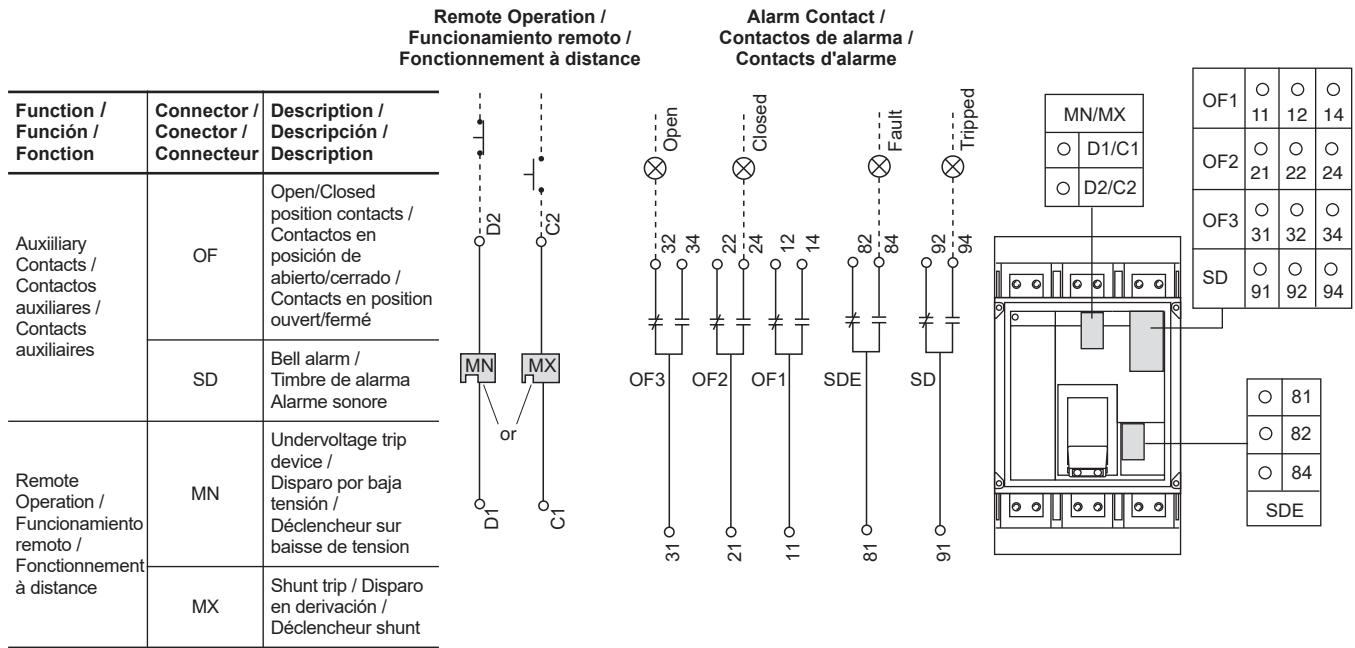 Remote Operation /
Funcionamiento remoto /
Fonctionnement à distance
Alarm Contact /
Contactos de alarma /
Contacts d'alarme
Function /
Función /
Fonction
Connector /
Conector /
Connecteur
Description /
Descripción /
Description
Auxiiliary
Contacts /
Contactos
auxiliares /
Contacts
auxiliaires
OF
Open/Closed
position contacts /
Contactos en
posición de
abierto/cerrado /
Contacts en position
ouvert/fermé
SD
Bell alarm /
Timbre de alarma
Alarme sonore
Remote
Operation /
Funcionamiento
remoto /
Fonctionnement
à distance
MN
Undervoltage trip
device /
Disparo por baja
tensión /
Déclencheur sur
baisse de tension
MX
Shunt trip / Disparo
en derivación /
Déclencheur shunt
D2
C2
MN
MX
or
D1
C1
Open
Closed
Fault
Tripped
32
34
22
24
12
14
82
84
92
94
OF3
OF2
OF1
SDE
SD
31
21
11
81
91
MN/MX
D1/C1
D2/C2
OF1
11 12 14
OF2
21 22 24
OF3
31 32 34
SD
91 92 94
81
82
84
SDE